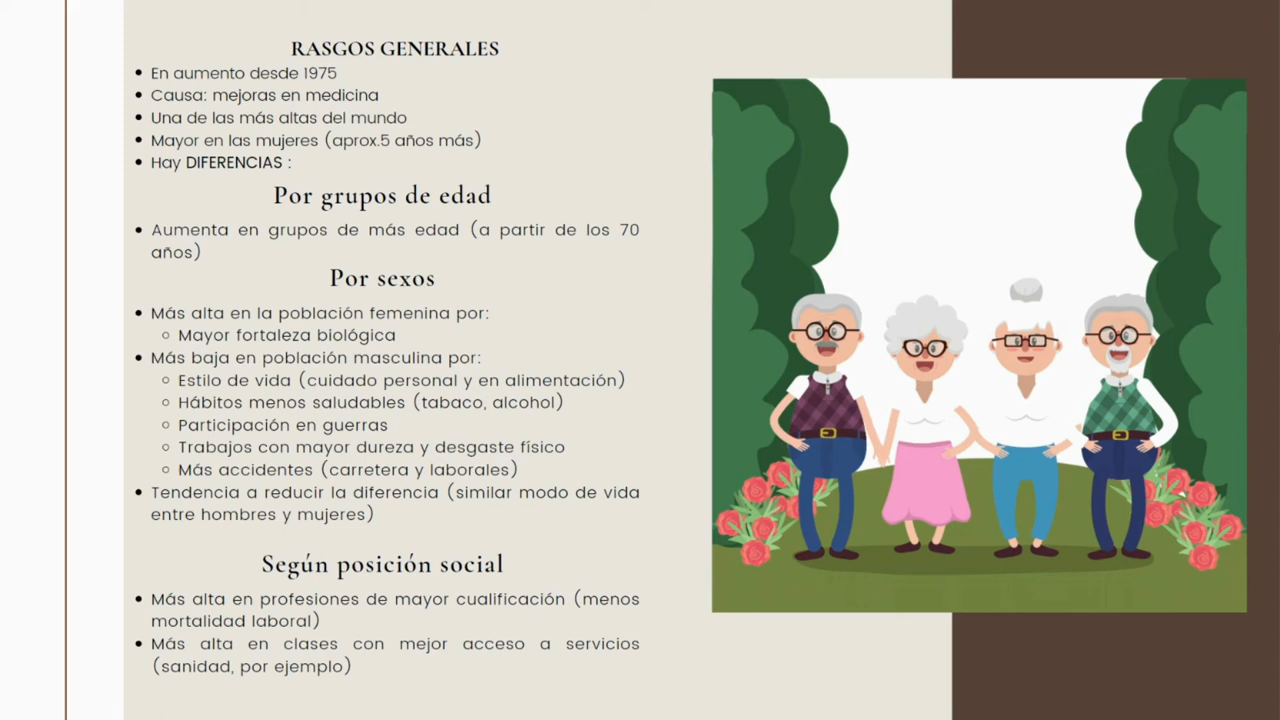 RASGOS GENERALES
• En aumento desde 1975
• Causa: mejoras en medicina
• Una de las más altas del mundo
• Mayor en las mujeres (aprox.5 años más)
• Hay DIFERENCIAS :
Por grupos de edad
• Aumenta en grupos de más edad (a partir de los 70
años)
Por sexos
• Más alta en la población femenina por:
◦ Mayor fortaleza biológica
• Más baja en población masculina por:
◦ Estilo de vida (cuidado personal y en alimentación)
◦ Hábitos menos saludables (tabaco, alcohol)
◦ Participación en guerras
◦ Trabajos con mayor dureza y desgaste físico
◦ Más accidentes (carretera y laborales)
• Tendencia a reducir la diferencia (similar modo de vida
entre hombres y mujeres)
Según posición social
• Más alta en profesiones de mayor cualificación (menos
mortalidad laboral)
• Más alta en clases con mejor acceso a servicios
(sanidad, por ejemplo)